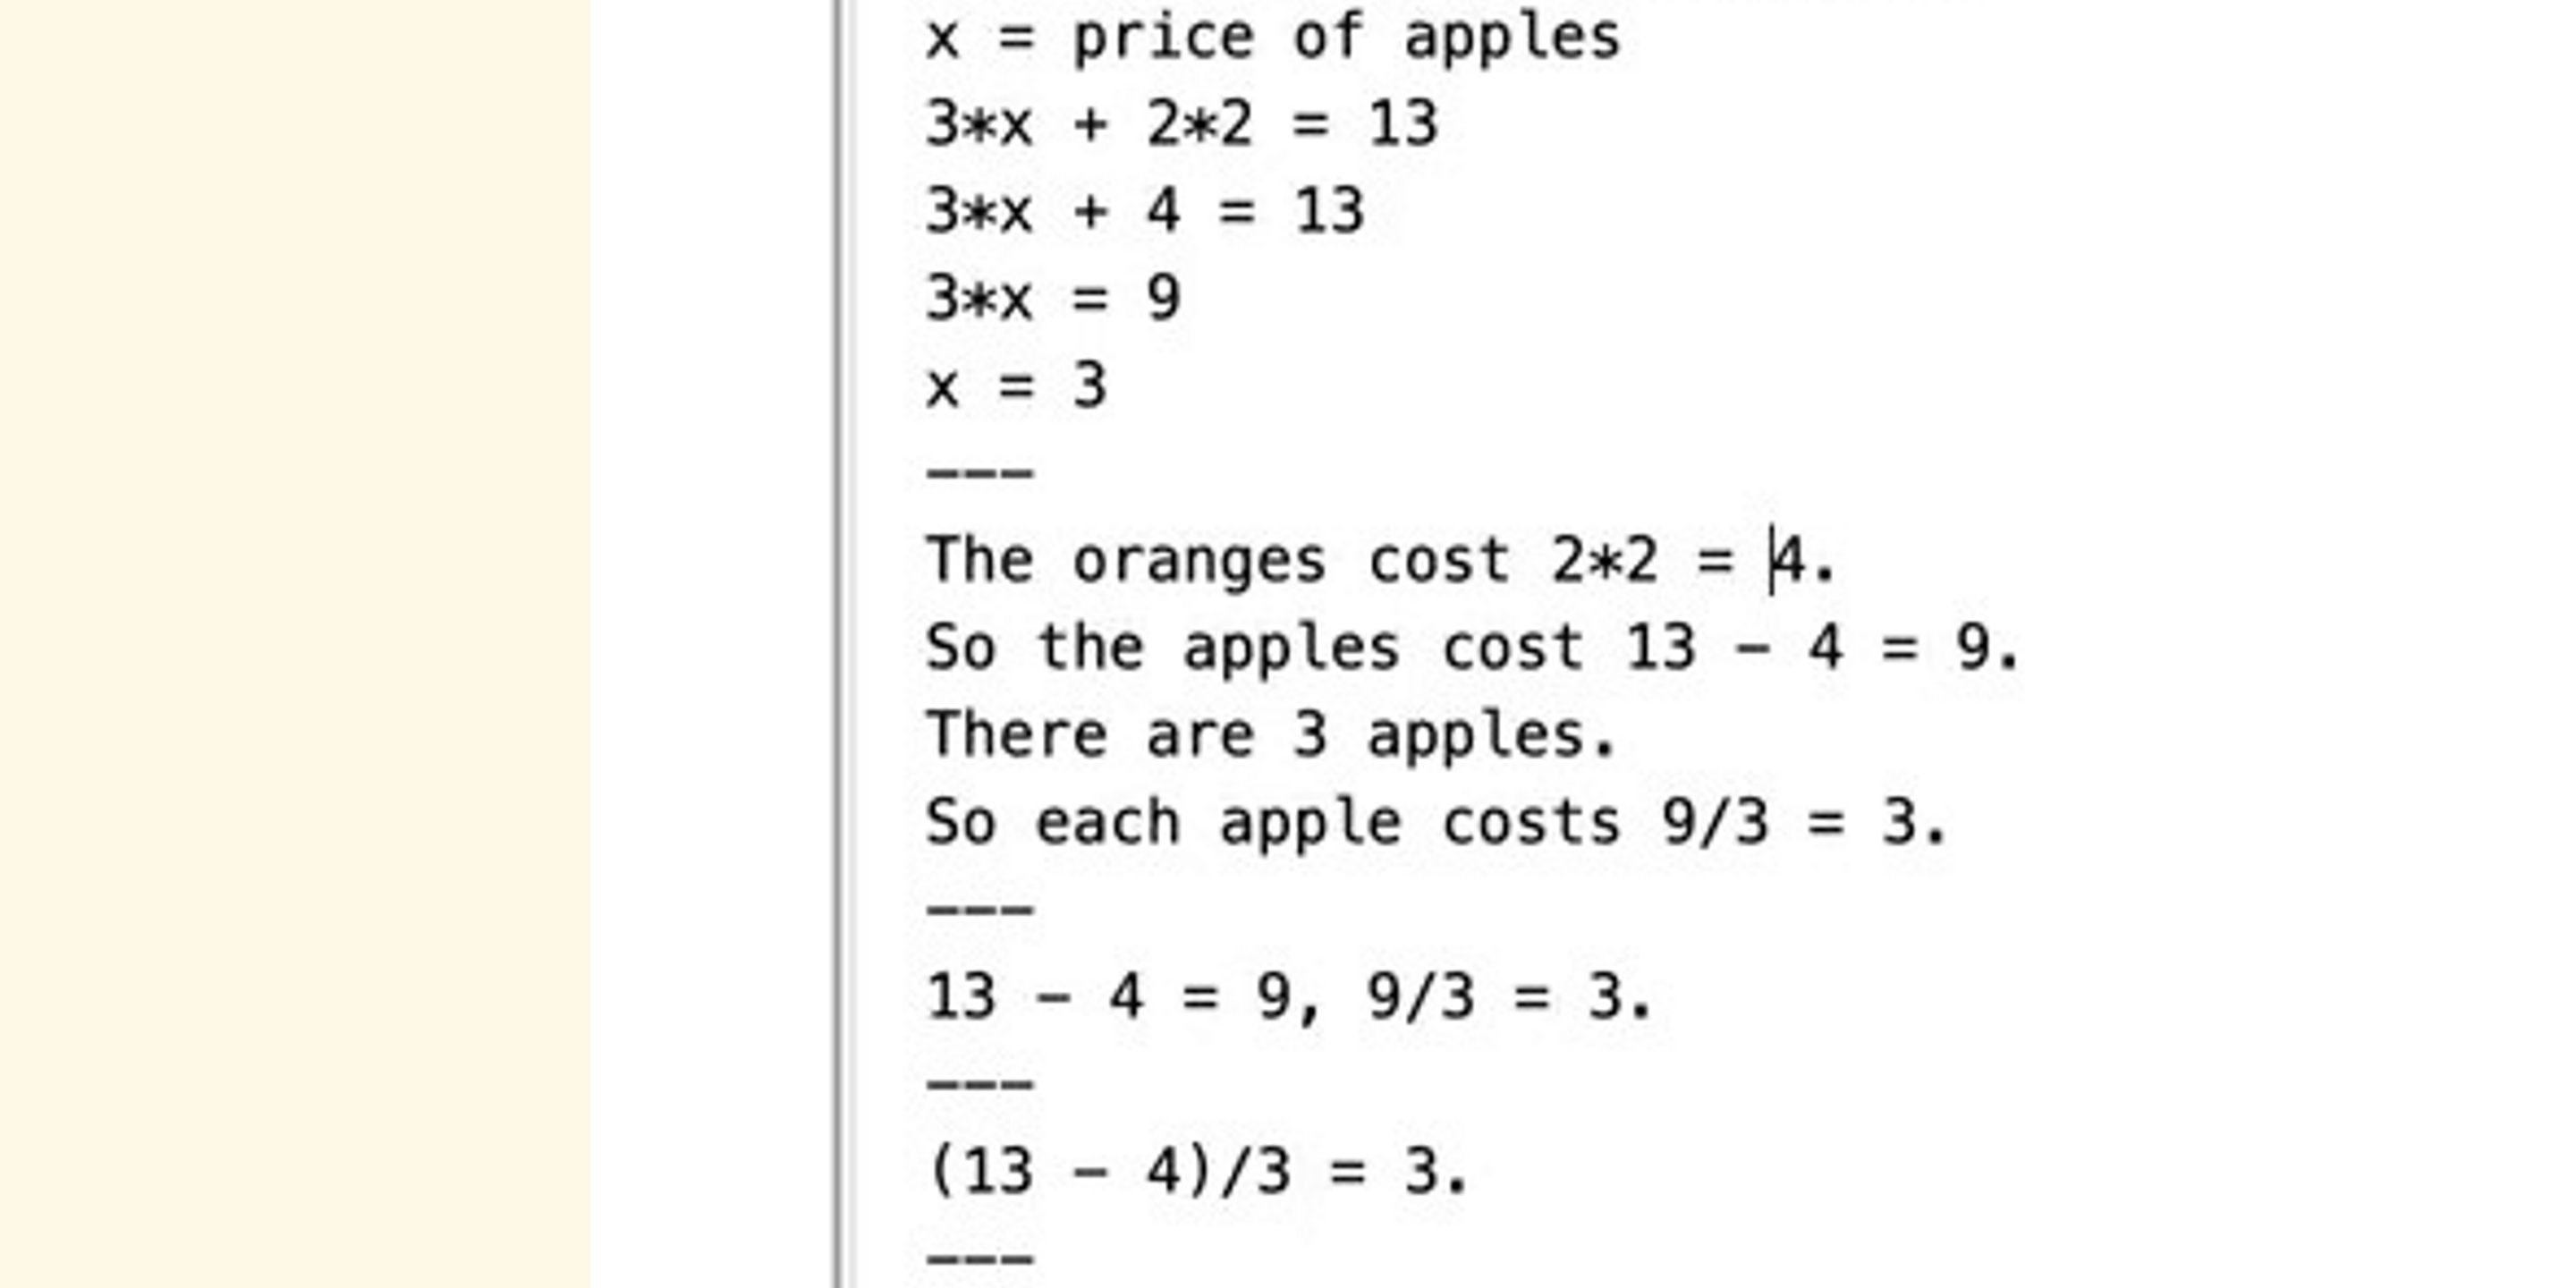 x = price of apples
3*x + 2*2 = 13
3*x + 4 = 13
3*x = 9
x = 3
---
The oranges cost 2*2 = 4.
So the apples cost 13 - 4 = 9.
There are 3 apples.
So each apple costs 9/3 = 3.
---
13 - 4 = 9, 9/3 = 3.
---
(13 - 4)/3 = 3.
---